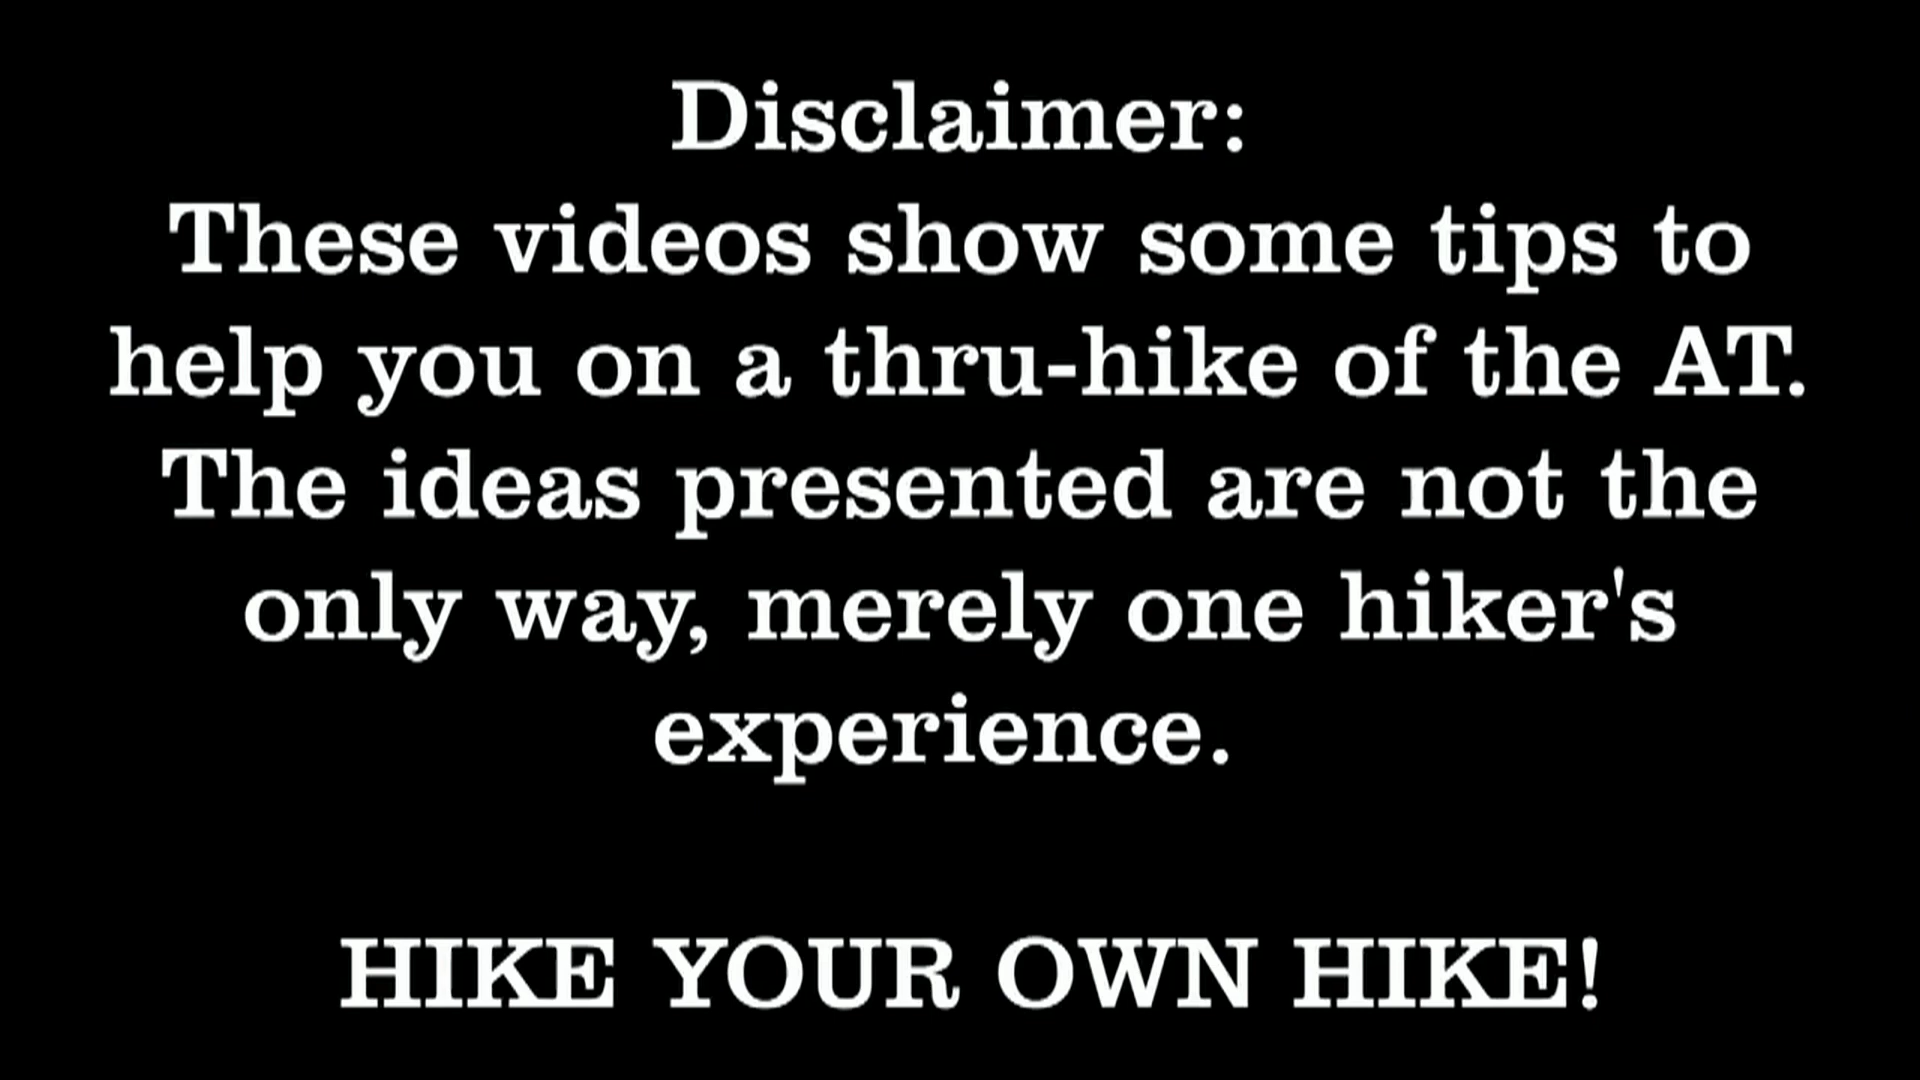 Disclaimer:
These videos show some tips to
help you on a thru-hike of the AT.
The ideas presented are not the
only way, merely one hiker's
experience.
HIKE YOUR OWN HIKE!